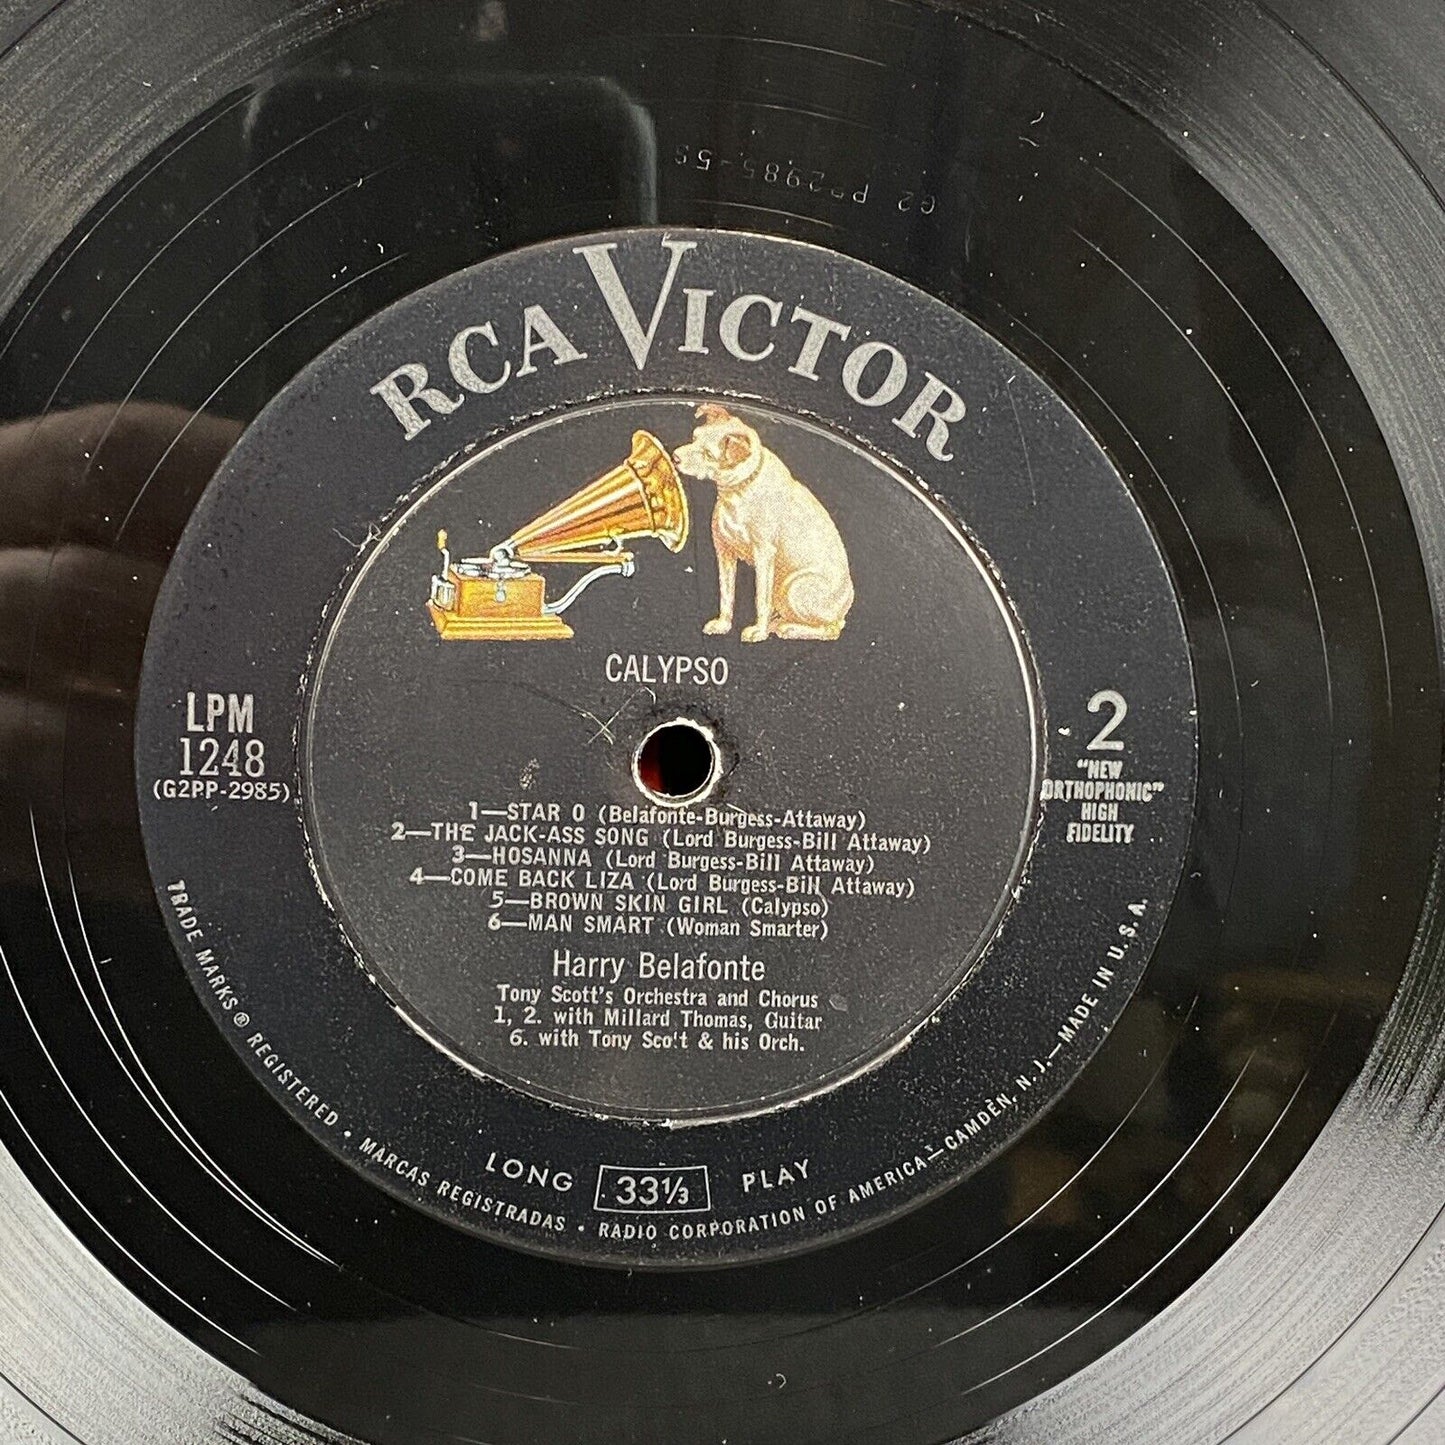 RCA VICTOR
CALYPSO
LPM
1248
(G2PP-2985)
2
"NEW
ORTHOPHONIC"
HIGH
FIDELITY
1—STAR O (Belafonte-Burgess-Attaway)
2—THE JACK-ASS SONG (Lord Burgess-Bill Attaway)
3—HOSANNA (Lord Burgess-Bill Attaway)
4—COME BACK LIZA (Lord Burgess-Bill Attaway)
5—BROWN SKIN GIRL (Calypso)
6—MAN SMART (Woman Smarter)
Harry Belafonte
Tony Scott's Orchestra and Chorus
1, 2. with Millard Thomas, Guitar
6. with Tony Scott & his Orch.
LONG 33⅓ PLAY
TRADE MARKS ® REGISTERED • MARCAS REGISTRADAS • RADIO CORPORATION OF AMERICA — CAMDEN, N. J. — MADE IN U. S. A.